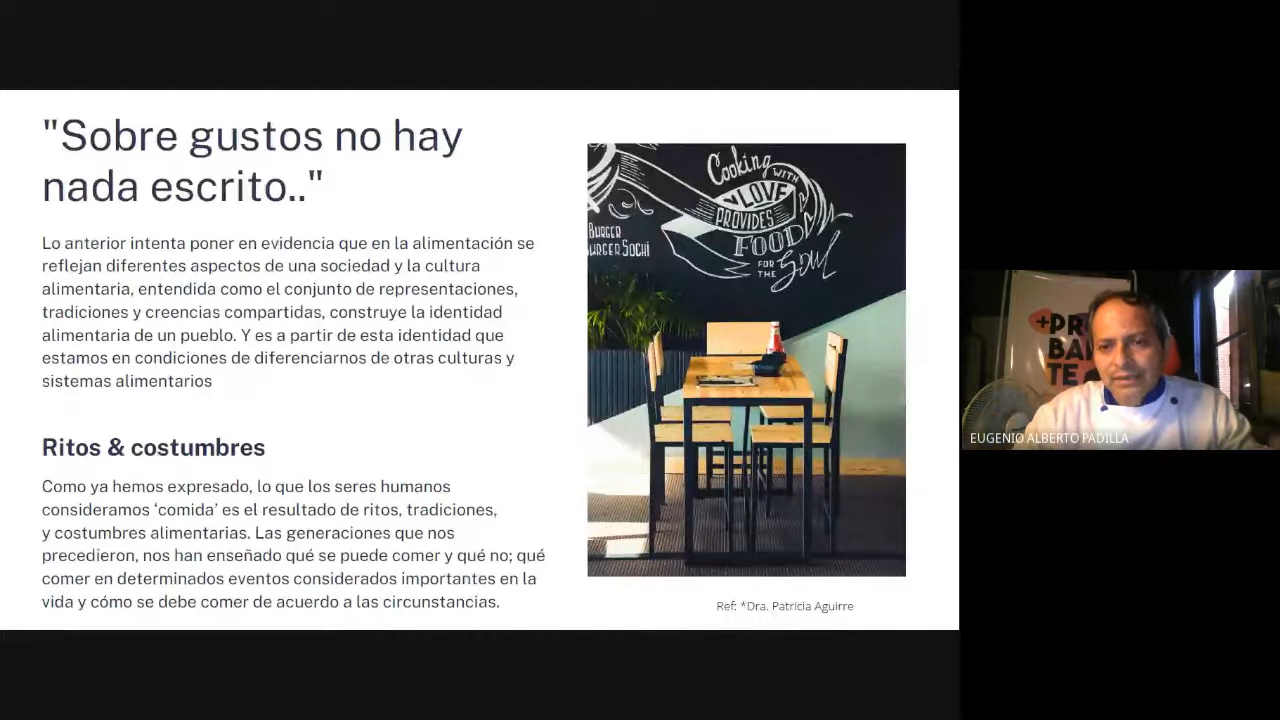 "Sobre gustos no hay
nada escrito.."
Lo anterior intenta poner en evidencia que en la alimentación se
reflejan diferentes aspectos de una sociedad y la cultura
alimentaria, entendida como el conjunto de representaciones,
tradiciones y creencias compartidas, construye la identidad
alimentaria de un pueblo. Y es a partir de esta identidad que
estamos en condiciones de diferenciarnos de otras culturas y
sistemas alimentarios
Ritos & costumbres
Como ya hemos expresado, lo que los seres humanos
consideramos ‘comida’ es el resultado de ritos, tradiciones,
y costumbres alimentarias. Las generaciones que nos
precedieron, nos han enseñado qué se puede comer y qué no; qué
comer en determinados eventos considerados importantes en la
vida y cómo se debe comer de acuerdo a las circunstancias.
Cooking
WITH
LOVE
PROVIDES
FOOD
FOR
THE
Soul
BURGER
BURGER SOCHI
Ref: *Dra. Patricia Aguirre
+PR
BA
TE
EUGENIO ALBERTO PADILLA